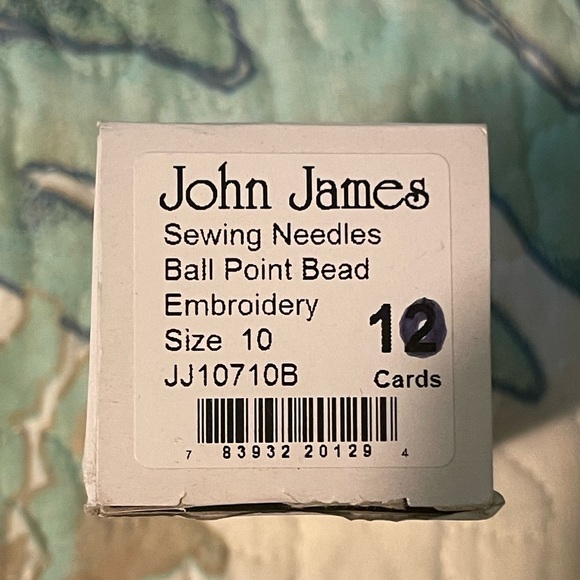 John James
Sewing Needles
Ball Point Bead
Embroidery
Size 10
12
JJ10710B
Cards
7 83932 20129 4